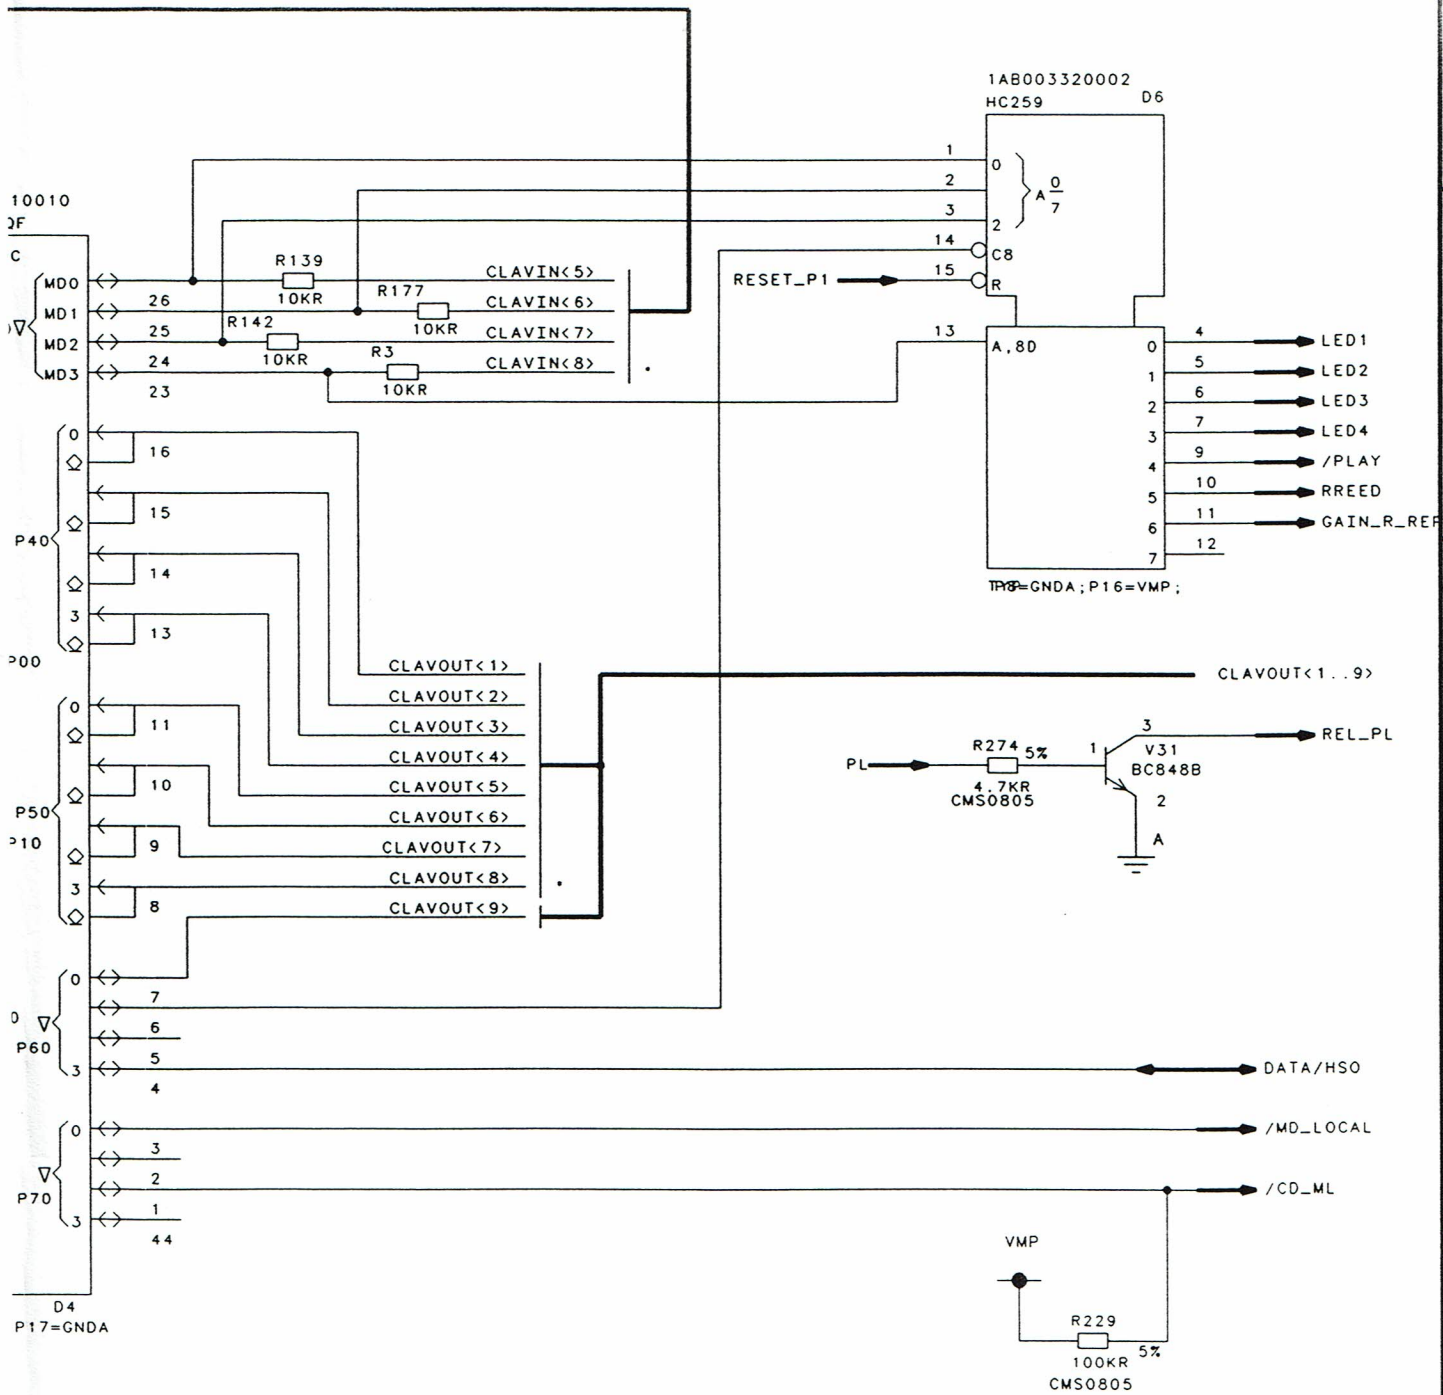 1AB003320002
HC259
D6
1
0
2
A 0
7
3
2
14
C8
RESET_P1
15
R
10010
QF
C
MD0
R139
10KR
CLAVIN<5>
26
MD1
R177
10KR
CLAVIN<6>
25
MD2
R142
10KR
CLAVIN<7>
24
MD3
R3
10KR
CLAVIN<8>
23
13
A,8D
0
4
LED1
1
5
LED2
2
6
LED3
3
7
LED4
4
9
/PLAY
5
10
RREED
6
11
GAIN_R_REF
7
12
P8=GNDA;P16=VMP;
0
16
15
P40
14
3
13
P00
CLAVOUT<1>
CLAVOUT<2>
CLAVOUT<3>
CLAVOUT<4>
CLAVOUT<5>
CLAVOUT<6>
CLAVOUT<7>
CLAVOUT<8>
CLAVOUT<9>
CLAVOUT<1..9>
0
11
10
P50
P10
9
3
8
PL
R274
5%
4.7KR
CMS0805
1
3
V31
BC848B
2
A
REL_PL
0
7
6
P60
5
3
4
DATA/HSO
0
3
/MD_LOCAL
2
P70
1
3
44
/CD_ML
VMP
R229
5%
100KR
CMS0805
D4
P17=GNDA